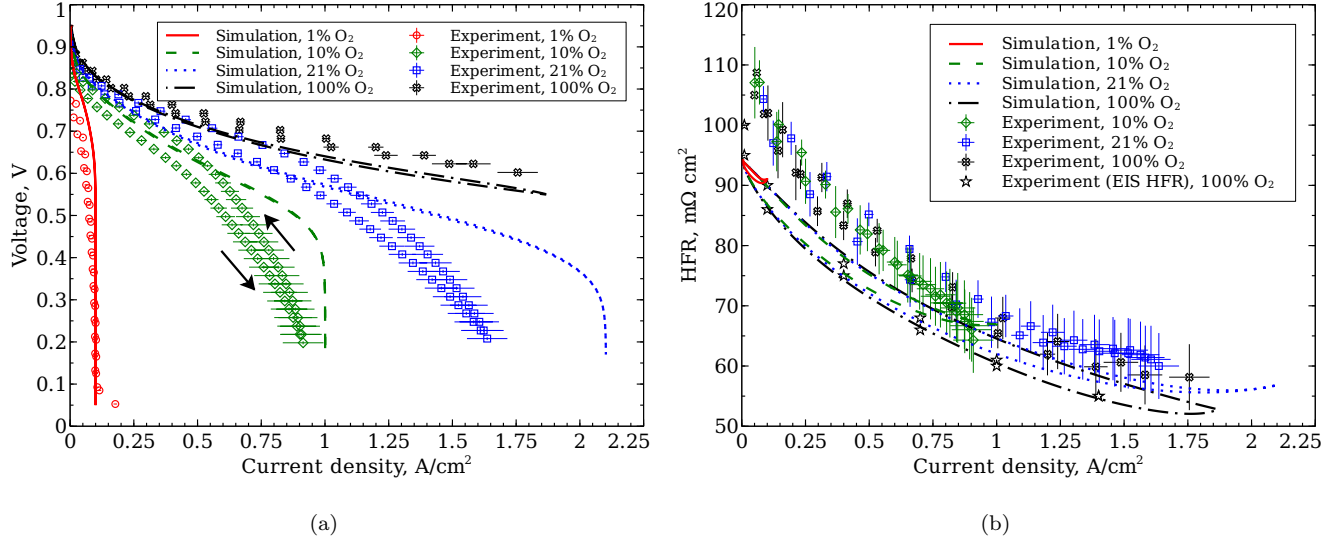 1
0.9
0.8
0.7
0.6
0.5
0.4
0.3
0.2
0.1
0
Voltage, V
Simulation, 1% O₂
Simulation, 10% O₂
Simulation, 21% O₂
Simulation, 100% O₂
Experiment, 1% O₂
Experiment, 10% O₂
Experiment, 21% O₂
Experiment, 100% O₂
0 0.25 0.5 0.75 1 1.25 1.5 1.75 2 2.25
Current density, A/cm²
(a)
120
110
100
90
80
70
60
50
HFR, mΩ cm²
Simulation, 1% O₂
Simulation, 10% O₂
Simulation, 21% O₂
Simulation, 100% O₂
Experiment, 10% O₂
Experiment, 21% O₂
Experiment, 100% O₂
Experiment (EIS HFR), 100% O₂
0 0.25 0.5 0.75 1 1.25 1.5 1.75 2 2.25
Current density, A/cm²
(b)